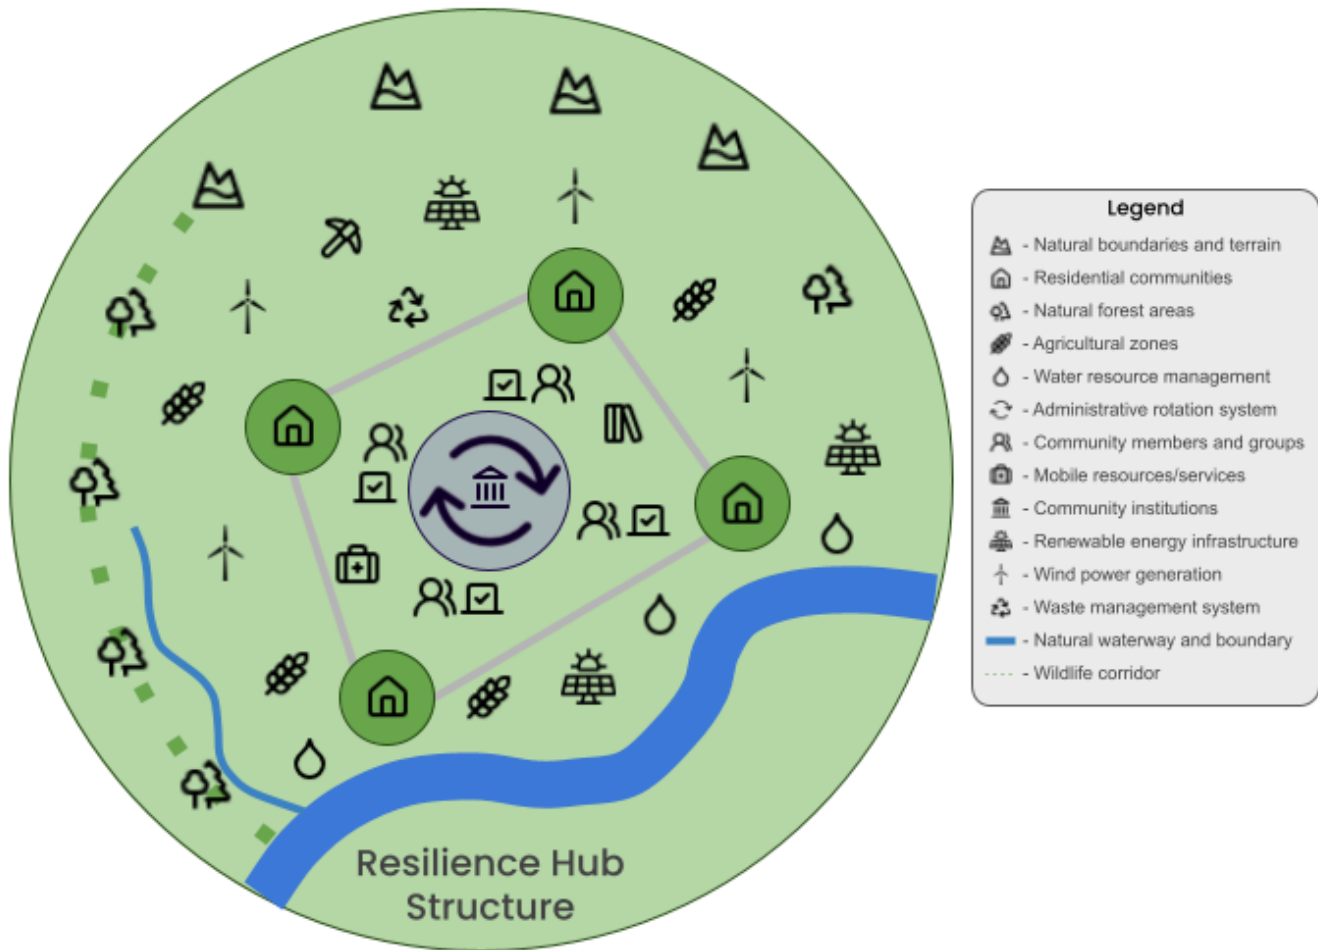 Legend
- Natural boundaries and terrain
- Residential communities
- Natural forest areas
- Agricultural zones
- Water resource management
- Administrative rotation system
- Community members and groups
- Mobile resources/services
- Community institutions
- Renewable energy infrastructure
- Wind power generation
- Waste management system
- Natural waterway and boundary
- Wildlife corridor
Resilience Hub
Structure